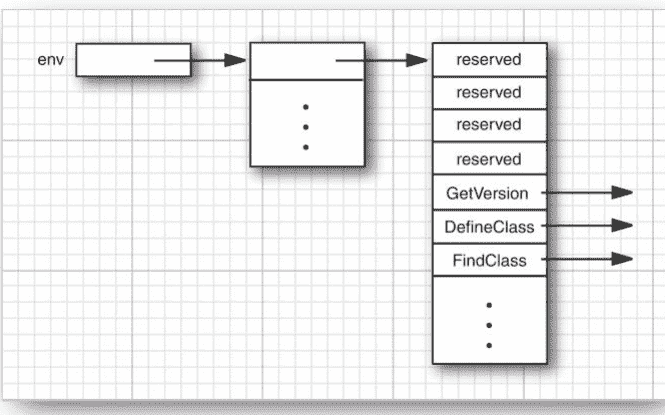 env
reserved
reserved
reserved
reserved
GetVersion
DefineClass
FindClass